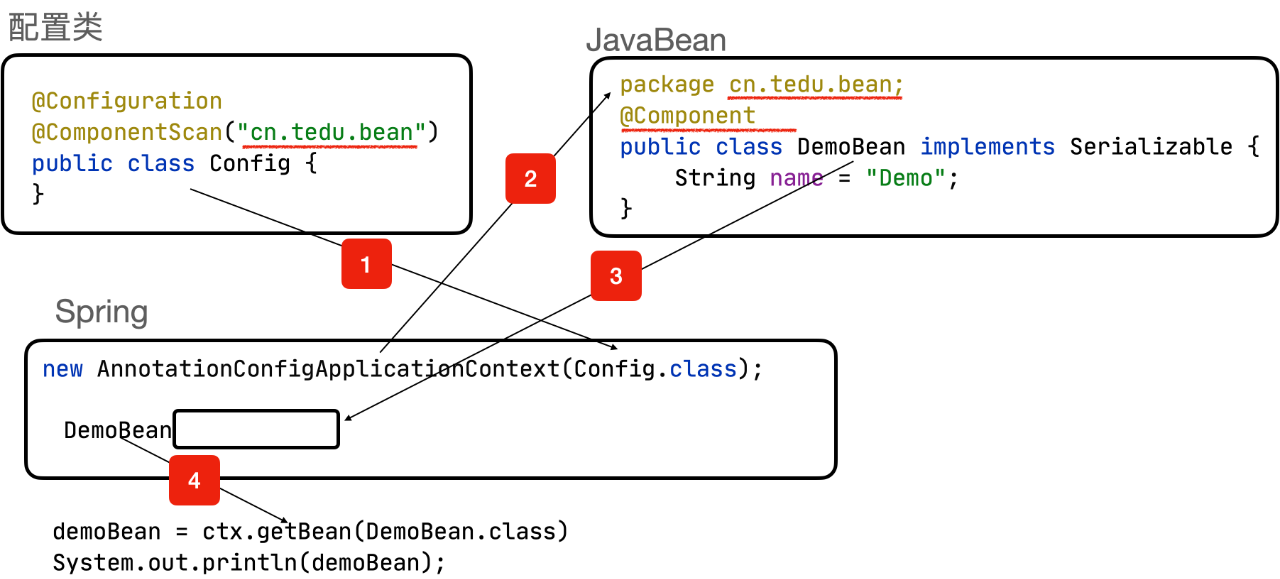 配置类
@Configuration
@ComponentScan("cn.tedu.bean")
public class Config {
}
JavaBean
package cn.tedu.bean;
@Component
public class DemoBean implements Serializable {
String name = "Demo";
}
1
2
3
Spring
new AnnotationConfigApplicationContext(Config.class);
DemoBean
4
demoBean = ctx.getBean(DemoBean.class)
System.out.println(demoBean);